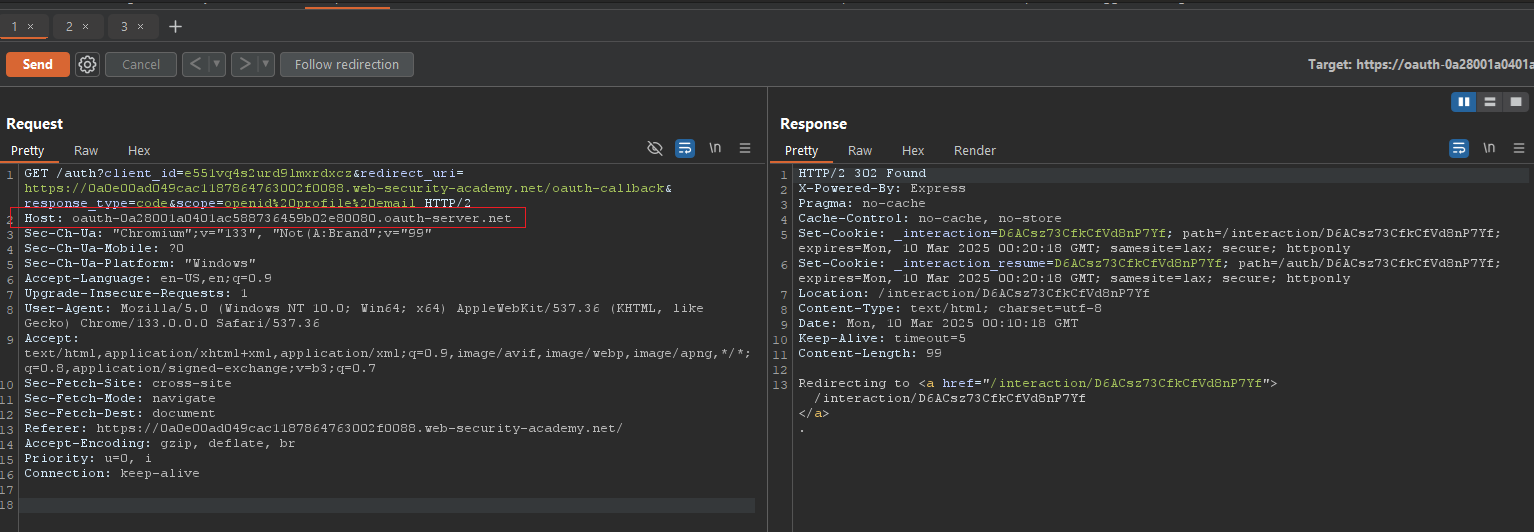 1 × 2 × 3 × +
Send Cancel < > Follow redirection Target: https://oauth-0a28001a0401a
Request
Pretty Raw Hex \n
1 GET /auth?client_id=e551vq4s2urd9lmxrdxcz&redirect_uri=
https://0a0e00ad049cac1187864763002f0088.web-security-academy.net/oauth-callback&
response_type=code&scope=openid%20profile%20email HTTP/2
2 Host: oauth-0a28001a0401ac588736459b02e80080.oauth-server.net
3 Sec-Ch-Ua: "Chromium";v="133", "Not(A:Brand";v="99"
4 Sec-Ch-Ua-Mobile: ?0
5 Sec-Ch-Ua-Platform: "Windows"
6 Accept-Language: en-US,en;q=0.9
7 Upgrade-Insecure-Requests: 1
8 User-Agent: Mozilla/5.0 (Windows NT 10.0; Win64; x64) AppleWebKit/537.36 (KHTML, like
Gecko) Chrome/133.0.0.0 Safari/537.36
9 Accept:
text/html,application/xhtml+xml,application/xml;q=0.9,image/avif,image/webp,image/apng,*/*;
q=0.8,application/signed-exchange;v=b3;q=0.7
10 Sec-Fetch-Site: cross-site
11 Sec-Fetch-Mode: navigate
12 Sec-Fetch-Dest: document
13 Referer: https://0a0e00ad049cac1187864763002f0088.web-security-academy.net/
14 Accept-Encoding: gzip, deflate, br
15 Priority: u=0, i
16 Connection: keep-alive
17
18
Response
Pretty Raw Hex Render \n
1 HTTP/2 302 Found
2 X-Powered-By: Express
3 Pragma: no-cache
4 Cache-Control: no-cache, no-store
5 Set-Cookie: _interaction=D6ACsz73CfkCfVd8nP7Yf; path=/interaction/D6ACsz73CfkCfVd8nP7Yf;
expires=Mon, 10 Mar 2025 00:20:18 GMT; samesite=lax; secure; httponly
6 Set-Cookie: _interaction_resume=D6ACsz73CfkCfVd8nP7Yf; path=/auth/D6ACsz73CfkCfVd8nP7Yf;
expires=Mon, 10 Mar 2025 00:20:18 GMT; samesite=lax; secure; httponly
7 Location: /interaction/D6ACsz73CfkCfVd8nP7Yf
8 Content-Type: text/html; charset=utf-8
9 Date: Mon, 10 Mar 2025 00:10:18 GMT
10 Keep-Alive: timeout=5
11 Content-Length: 99
12
13 Redirecting to <a href="/interaction/D6ACsz73CfkCfVd8nP7Yf">
/interaction/D6ACsz73CfkCfVd8nP7Yf
</a>
.